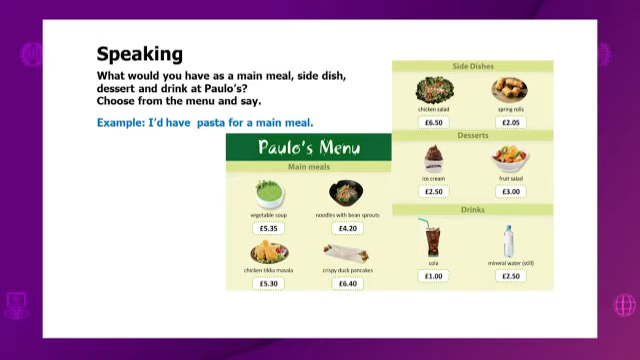 Speaking
What would you have as a main meal, side dish,
dessert and drink at Paulo's?
Choose from the menu and say.
Example: I'd have pasta for a main meal.
Paulo's Menu
Main meals
vegetable soup
£5.35
noodles with bean sprouts
£4.20
chicken tikka masala
£5.30
crispy duck pancakes
£6.40
Side Dishes
chicken salad
£6.50
spring rolls
£2.05
Desserts
ice cream
£2.50
fruit salad
£3.00
Drinks
cola
£1.00
mineral water (still)
£2.50